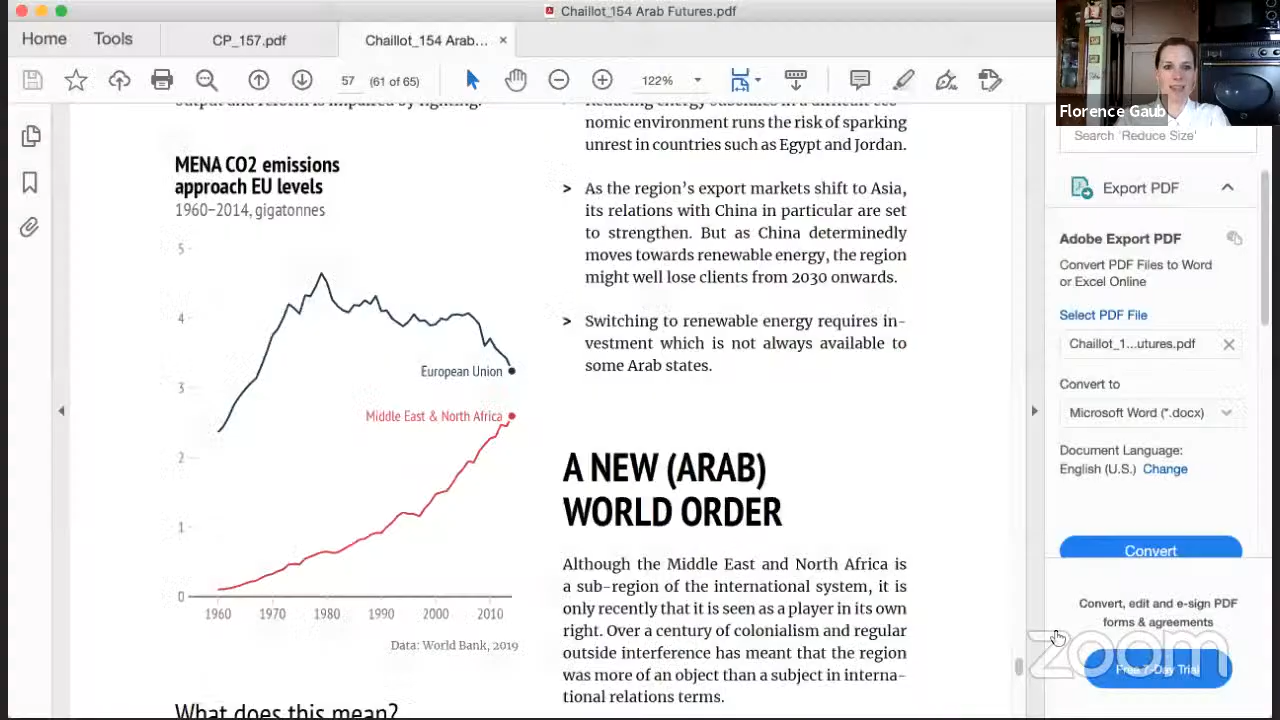 Chaillot_154 Arab Futures.pdf
Home
Tools
CP_157.pdf
Chaillot_154 Arab... ×
57 (61 of 65)
122%
Florence Gaub
output and reform is impaired by fighting.
MENA CO2 emissions
approach EU levels
1960–2014, gigatonnes
5
4
3
2
1
0
European Union
Middle East & North Africa
1960 1970 1980 1990 2000 2010
Data: World Bank, 2019
What does this mean?
Reducing energy subsidies in a difficult eco-
nomic environment runs the risk of sparking
unrest in countries such as Egypt and Jordan.
> As the region's export markets shift to Asia,
its relations with China in particular are set
to strengthen. But as China determinedly
moves towards renewable energy, the region
might well lose clients from 2030 onwards.
> Switching to renewable energy requires in-
vestment which is not always available to
some Arab states.
A NEW (ARAB)
WORLD ORDER
Although the Middle East and North Africa is
a sub-region of the international system, it is
only recently that it is seen as a player in its own
right. Over a century of colonialism and regular
outside interference has meant that the region
was more of an object than a subject in interna-
tional relations terms.
Search 'Reduce Size'
Export PDF
Adobe Export PDF
Convert PDF Files to Word
or Excel Online
Select PDF File
Chaillot_1...utures.pdf
Convert to
Microsoft Word (*.docx)
Document Language:
English (U.S.) Change
Convert
Convert, edit and e-sign PDF
forms & agreements
Free 7-Day Trial
zoom